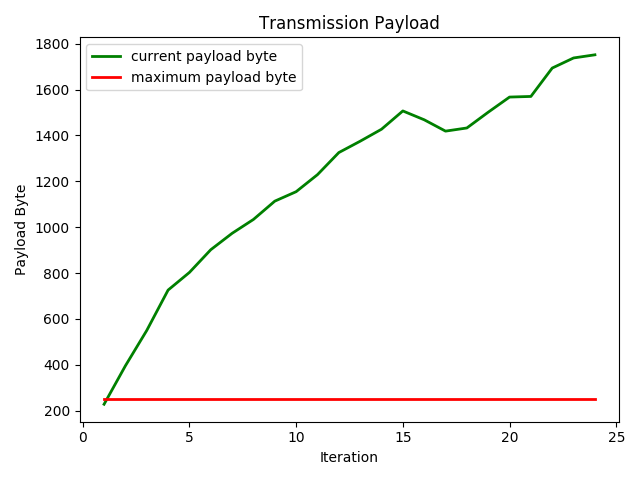 Transmission Payload
current payload byte
maximum payload byte
Payload Byte
1800
1600
1400
1200
1000
800
600
400
200
0 5 10 15 20 25
Iteration